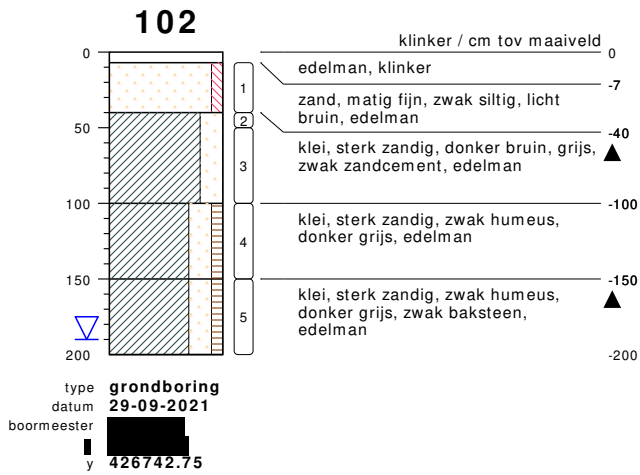 102
klinker / cm tov maaiveld
0
0
edelman, klinker
-7
1
zand, matig fijn, zwak siltig, licht
bruin, edelman
2
-40
50
klei, sterk zandig, donker bruin, grijs,
zwak zandcement, edelman
3
100
-100
klei, sterk zandig, zwak humeus,
donker grijs, edelman
4
150
-150
klei, sterk zandig, zwak humeus,
donker grijs, zwak baksteen,
edelman
5
200
-200
type grondboring
datum 29-09-2021
boormeester
y 426742.75